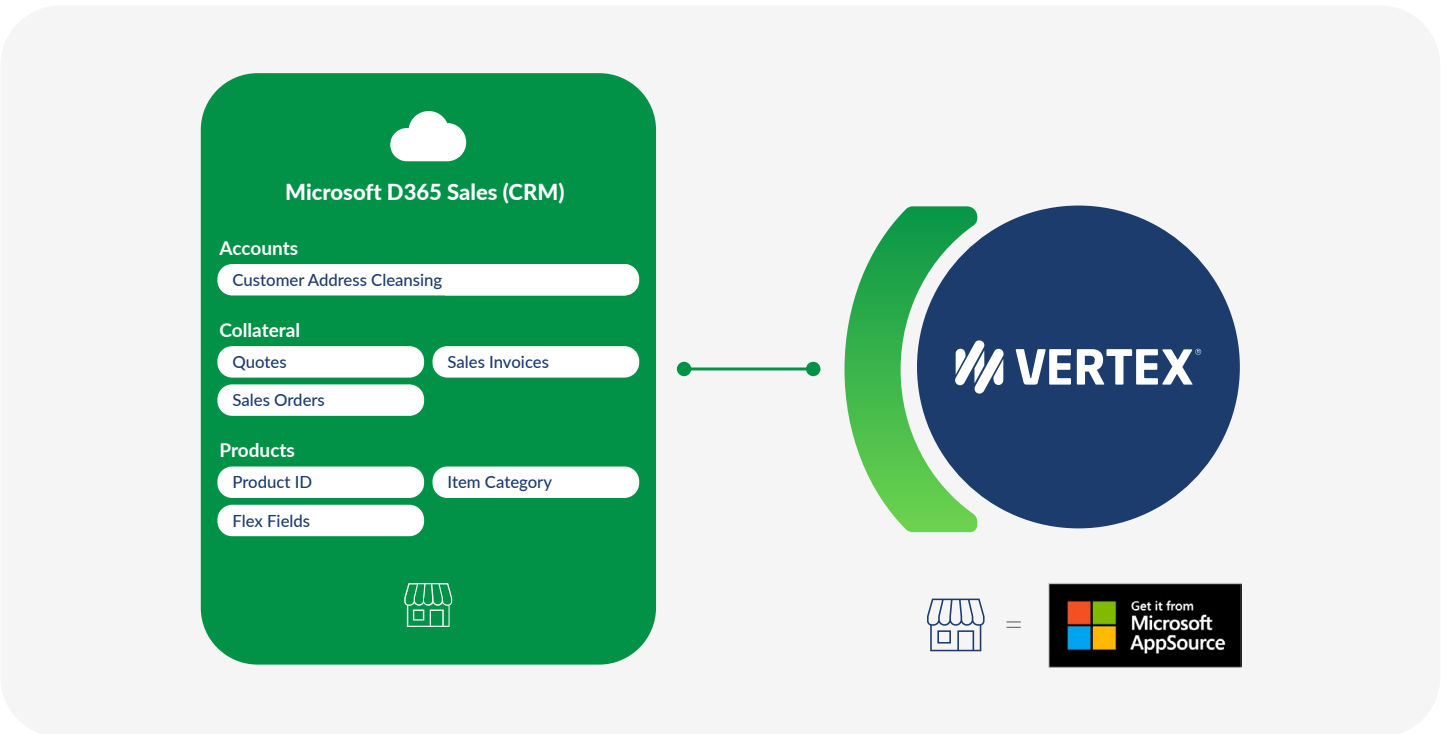 Microsoft D365 Sales (CRM)
Accounts
Customer Address Cleansing
Collateral
Quotes
Sales Invoices
Sales Orders
Products
Product ID
Item Category
Flex Fields
VERTEX®
=
Get it from
Microsoft
AppSource